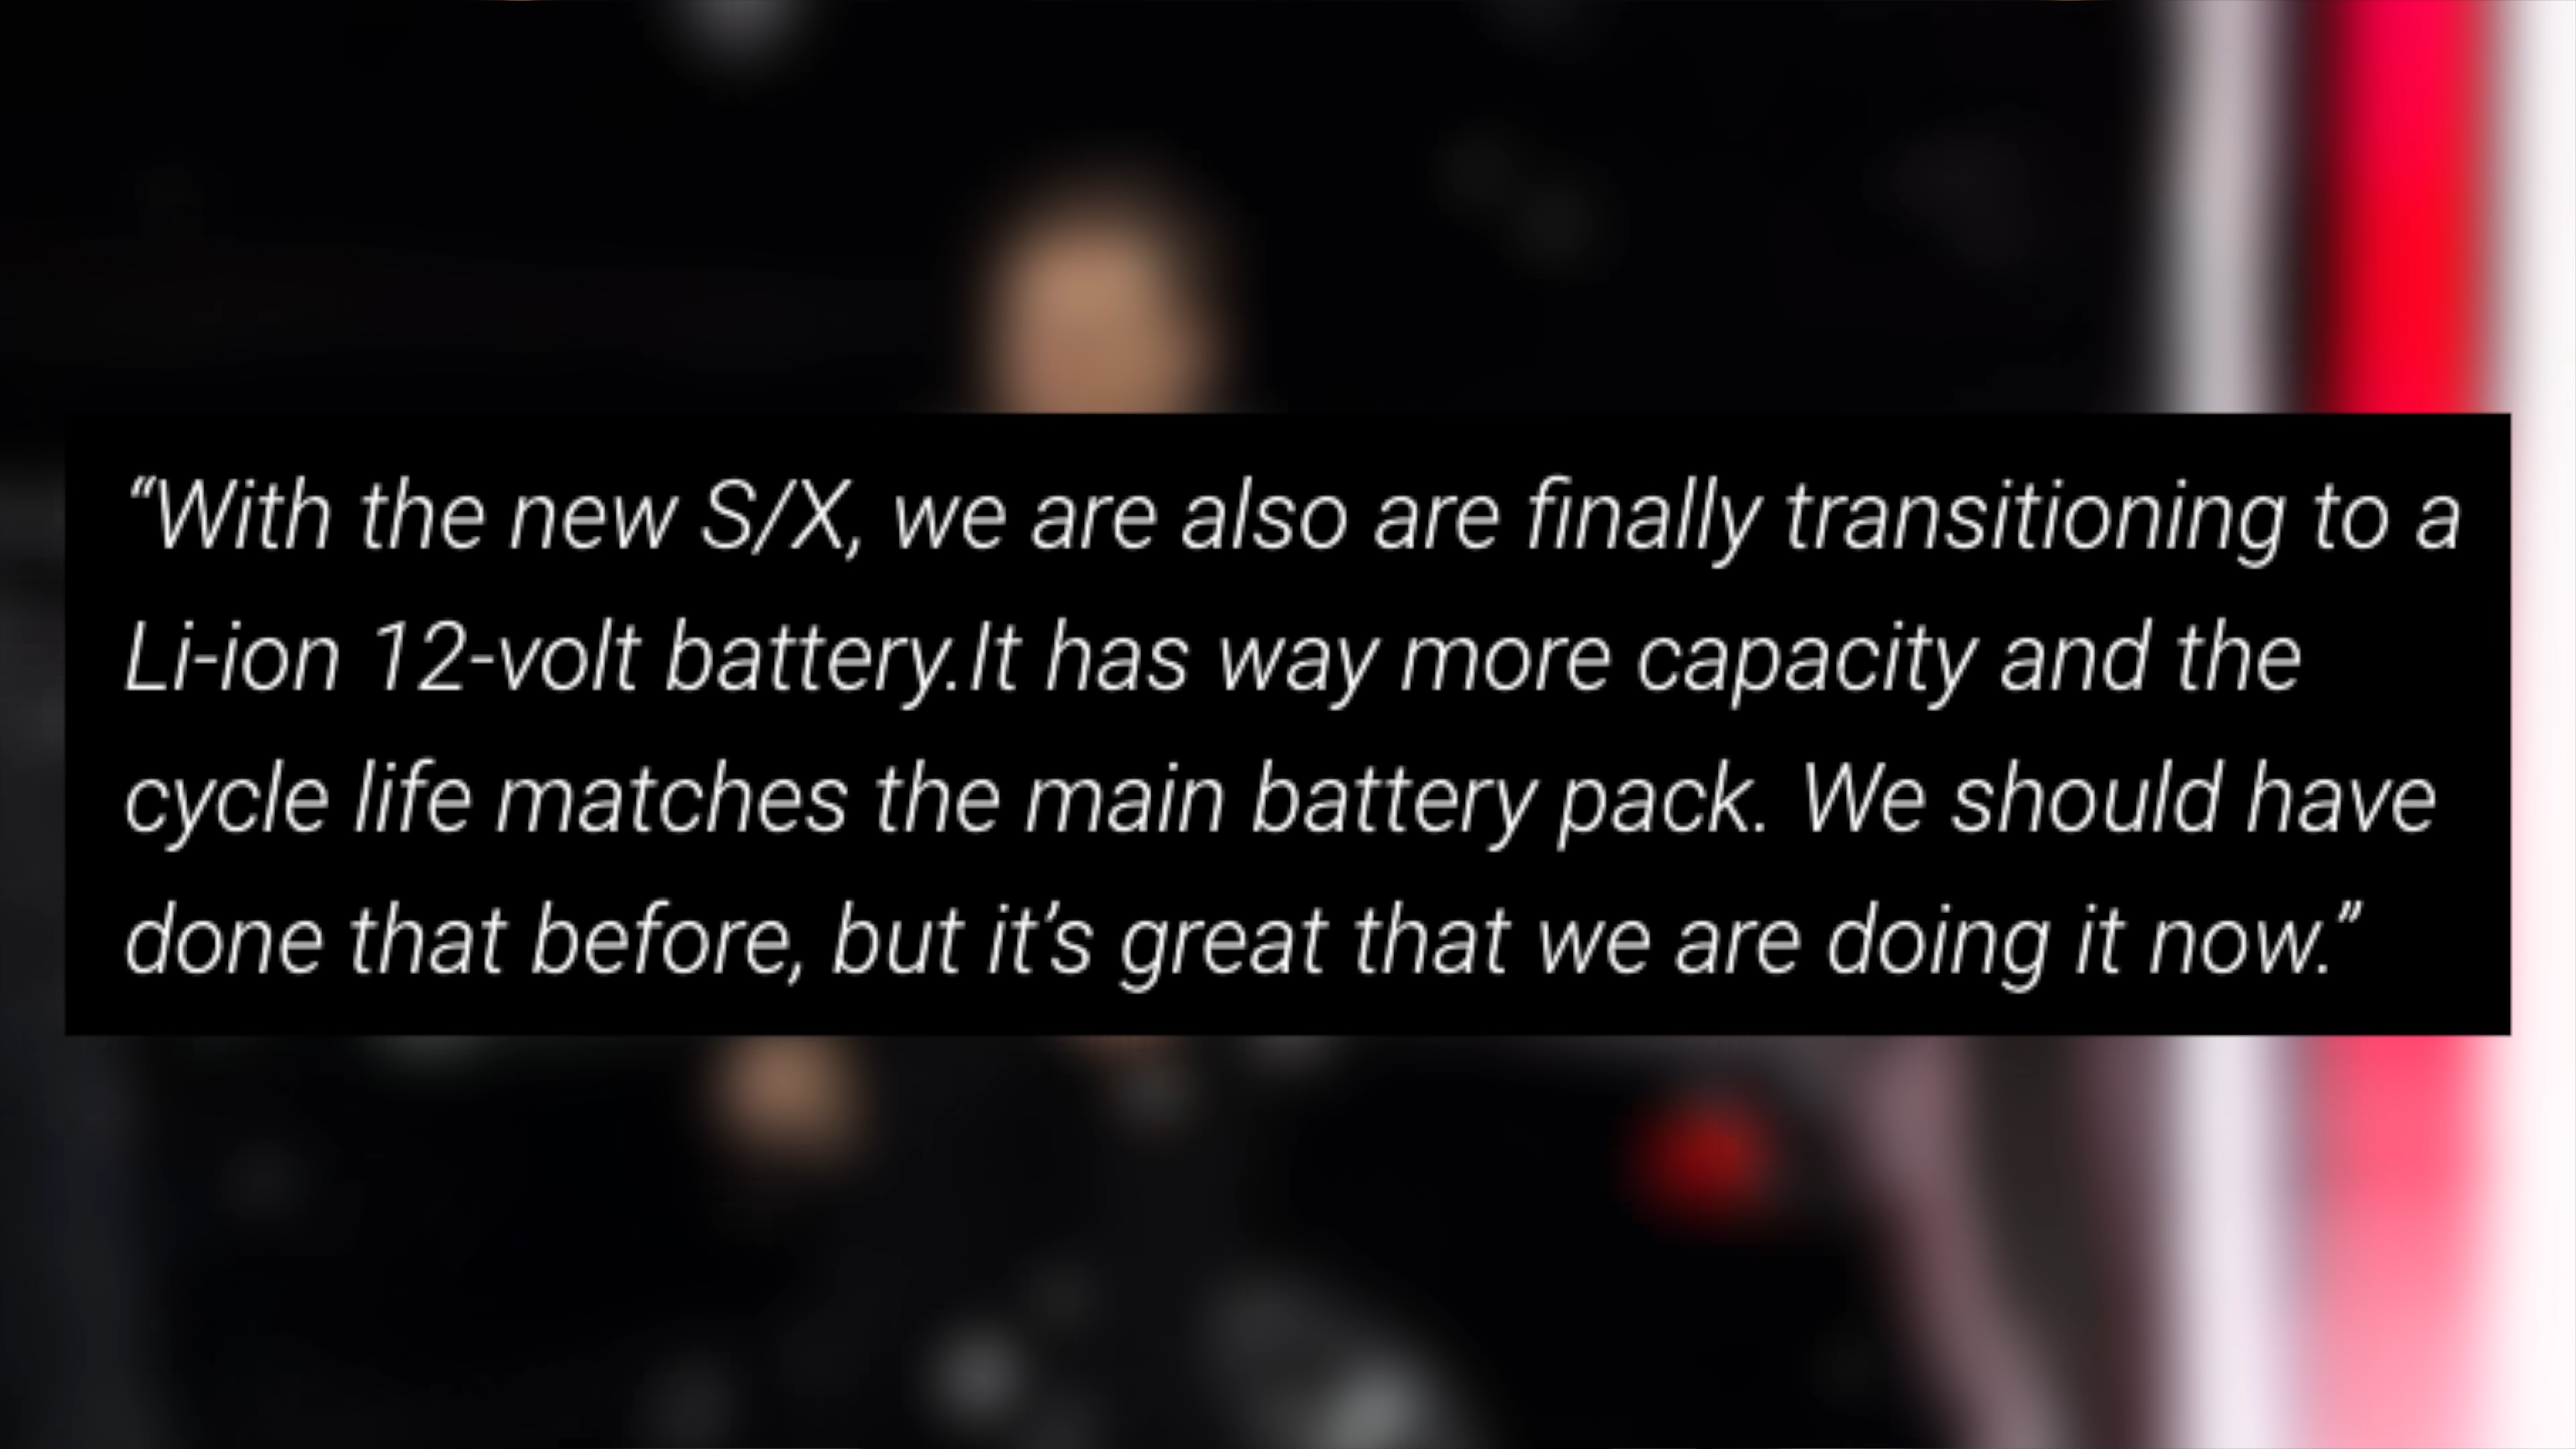 “With the new S/X, we are also are finally transitioning to a
Li-ion 12-volt battery.It has way more capacity and the
cycle life matches the main battery pack. We should have
done that before, but it’s great that we are doing it now.”